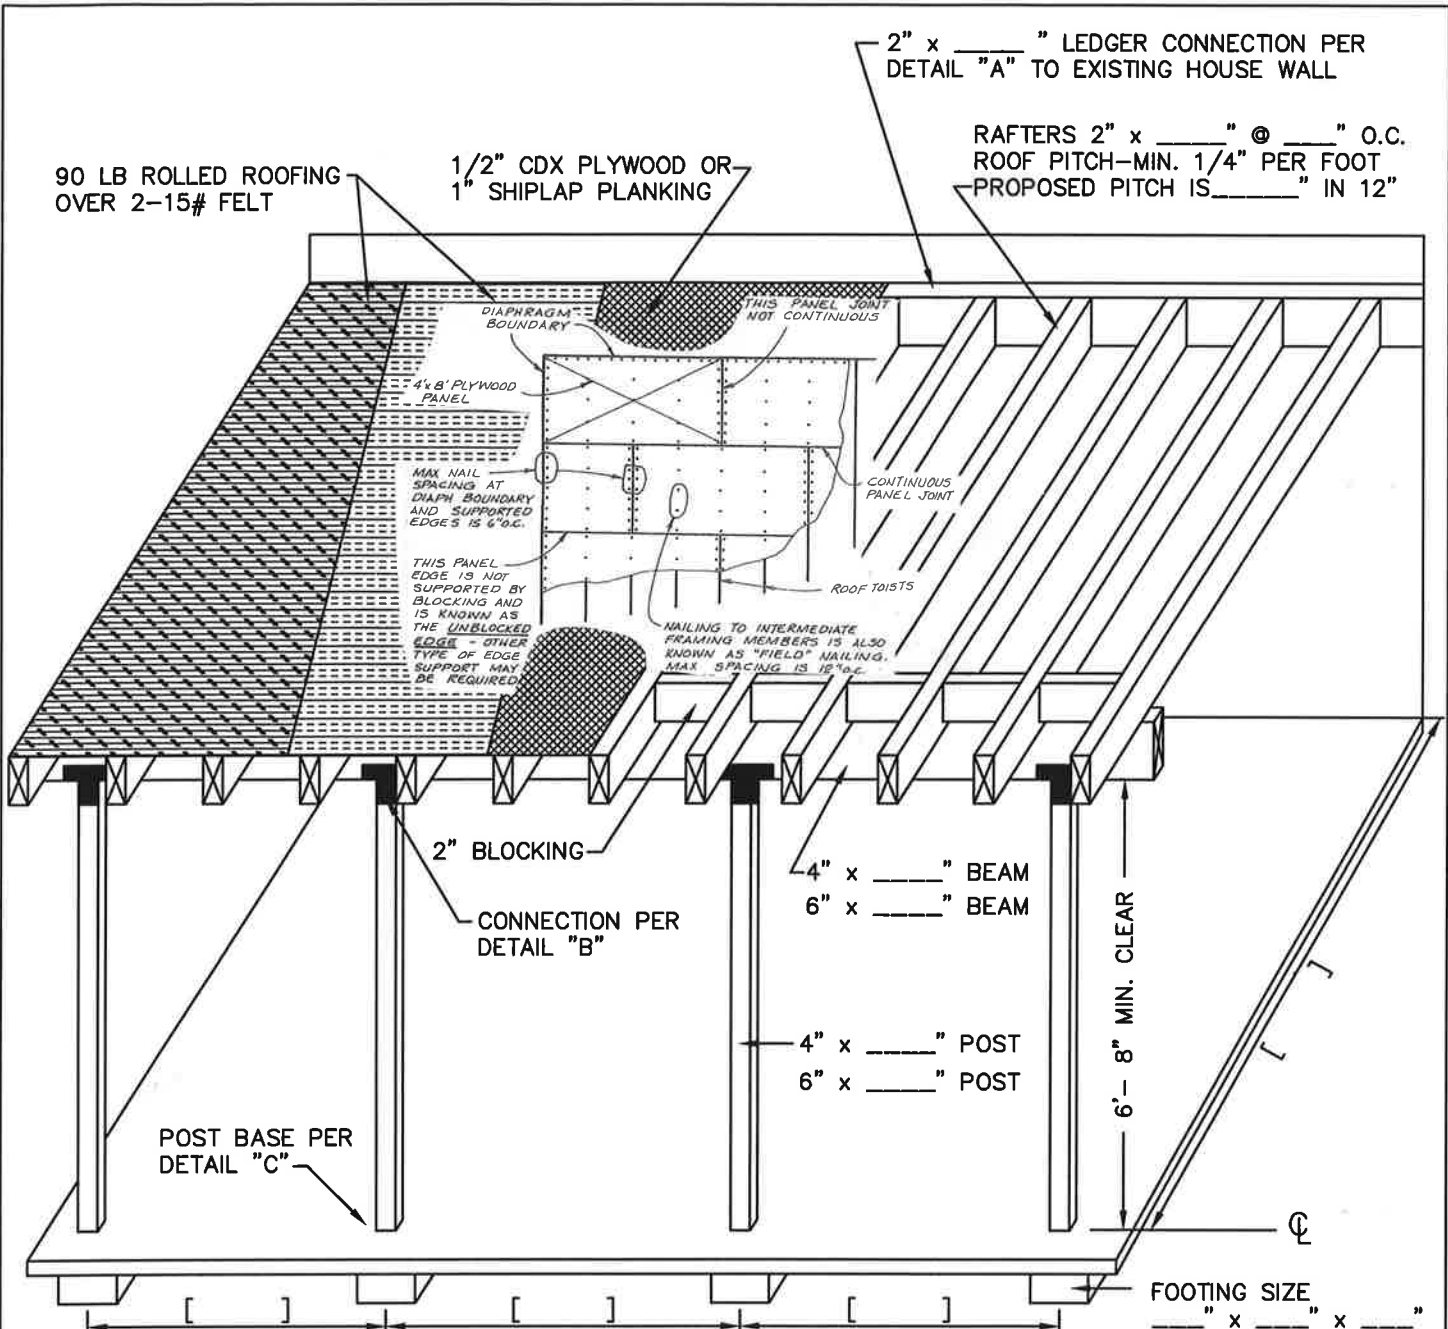 2" x ____ " LEDGER CONNECTION PER
DETAIL "A" TO EXISTING HOUSE WALL
RAFTERS 2" x _____" @ ____" O.C.
ROOF PITCH-MIN. 1/4" PER FOOT
PROPOSED PITCH IS______" IN 12"
90 LB ROLLED ROOFING
OVER 2-15# FELT
1/2" CDX PLYWOOD OR
1" SHIPLAP PLANKING
DIAPHRAGM
BOUNDARY
THIS PANEL JOINT
NOT CONTINUOUS
4'x 8' PLYWOOD
PANEL
MAX NAIL
SPACING AT
DIAPH BOUNDARY
AND SUPPORTED
EDGES IS 6"O.C.
CONTINUOUS
PANEL JOINT
THIS PANEL
EDGE IS NOT
SUPPORTED BY
BLOCKING AND
IS KNOWN AS
THE UNBLOCKED
EDGE - OTHER
TYPE OF EDGE
SUPPORT MAY
BE REQUIRED
ROOF JOISTS
NAILING TO INTERMEDIATE
FRAMING MEMBERS IS ALSO
KNOWN AS "FIELD" NAILING.
MAX SPACING IS 12"o.c.
2" BLOCKING
4" x _____" BEAM
6" x _____" BEAM
CONNECTION PER
DETAIL "B"
4" x _____" POST
6" x _____" POST
6'- 8" MIN. CLEAR
[ ]
POST BASE PER
DETAIL "C"
℄
FOOTING SIZE
____" x ____" x ____"
[ ]
[ ]
[ ]